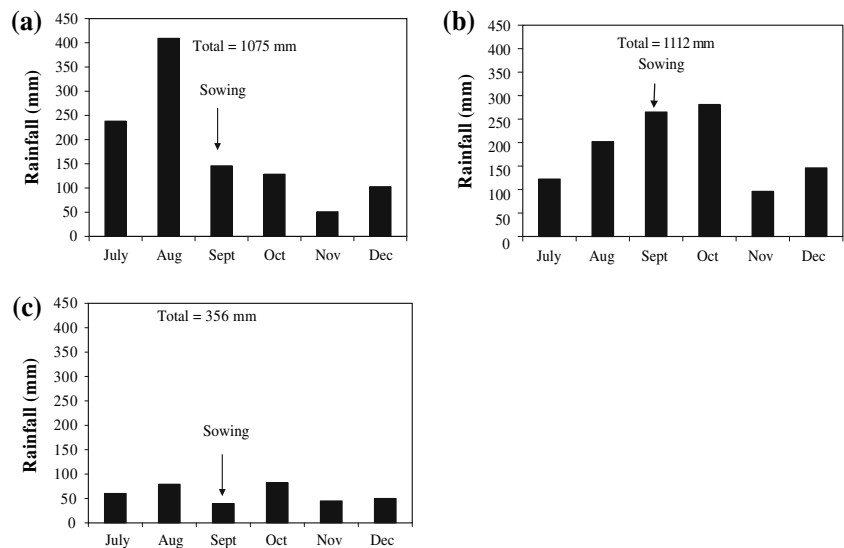 (a)
Rainfall (mm)
450
400
350
300
250
200
150
100
50
0
Total = 1075 mm
Sowing
July Aug Sept Oct Nov Dec
(b)
Rainfall (mm)
450
400
350
300
250
200
150
100
50
0
Total = 1112 mm
Sowing
July Aug Sept Oct Nov Dec
(c)
Rainfall (mm)
450
400
350
300
250
200
150
100
50
0
Total = 356 mm
Sowing
July Aug Sept Oct Nov Dec